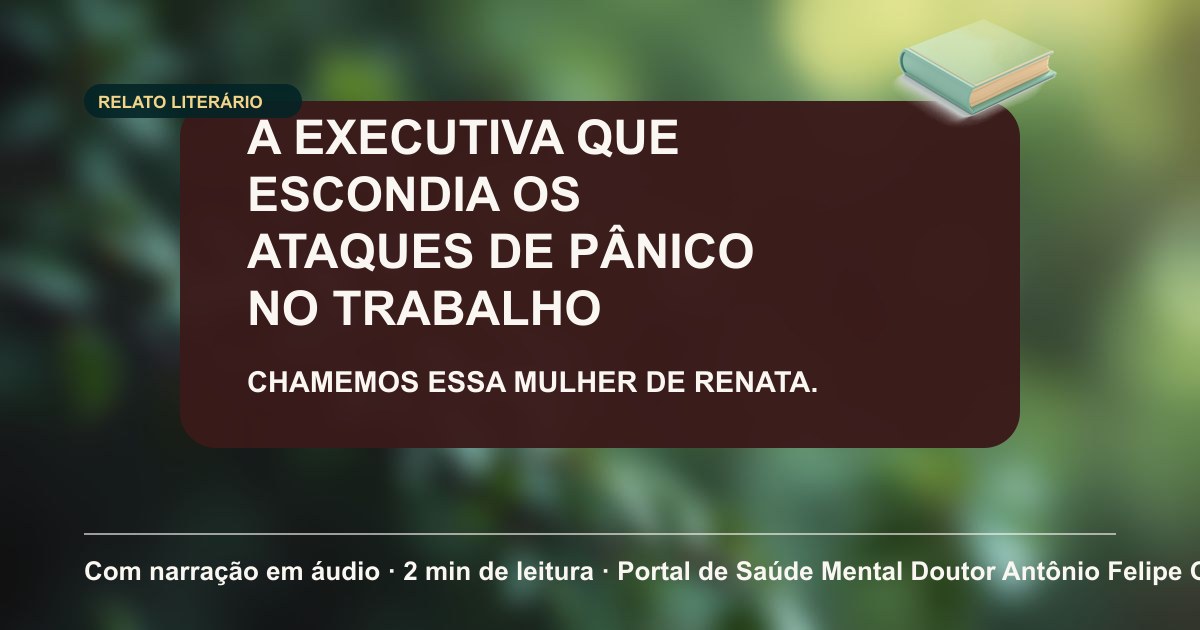 RELATO LITERÁRIO
A EXECUTIVA QUE
ESCONDIA OS
ATAQUES DE PÂNICO
NO TRABALHO
CHAMEMOS ESSA MULHER DE RENATA.
Com narração em áudio · 2 min de leitura · Portal de Saúde Mental Doutor Antônio Felipe